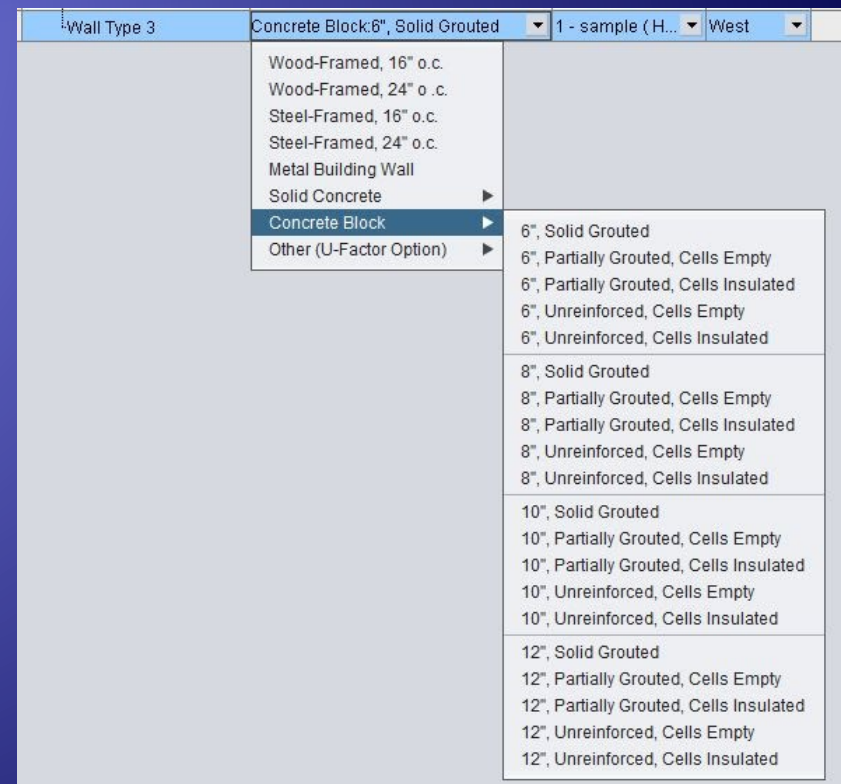 Wall Type 3 Concrete Block:6", Solid Grouted 1 - sample ( H... West
Wood-Framed, 16" o.c.
Wood-Framed, 24" o .c.
Steel-Framed, 16" o.c.
Steel-Framed, 24" o.c.
Metal Building Wall
Solid Concrete
Concrete Block
Other (U-Factor Option)
6", Solid Grouted
6", Partially Grouted, Cells Empty
6", Partially Grouted, Cells Insulated
6", Unreinforced, Cells Empty
6", Unreinforced, Cells Insulated
8", Solid Grouted
8", Partially Grouted, Cells Empty
8", Partially Grouted, Cells Insulated
8", Unreinforced, Cells Empty
8", Unreinforced, Cells Insulated
10", Solid Grouted
10", Partially Grouted, Cells Empty
10", Partially Grouted, Cells Insulated
10", Unreinforced, Cells Empty
10", Unreinforced, Cells Insulated
12", Solid Grouted
12", Partially Grouted, Cells Empty
12", Partially Grouted, Cells Insulated
12", Unreinforced, Cells Empty
12", Unreinforced, Cells Insulated